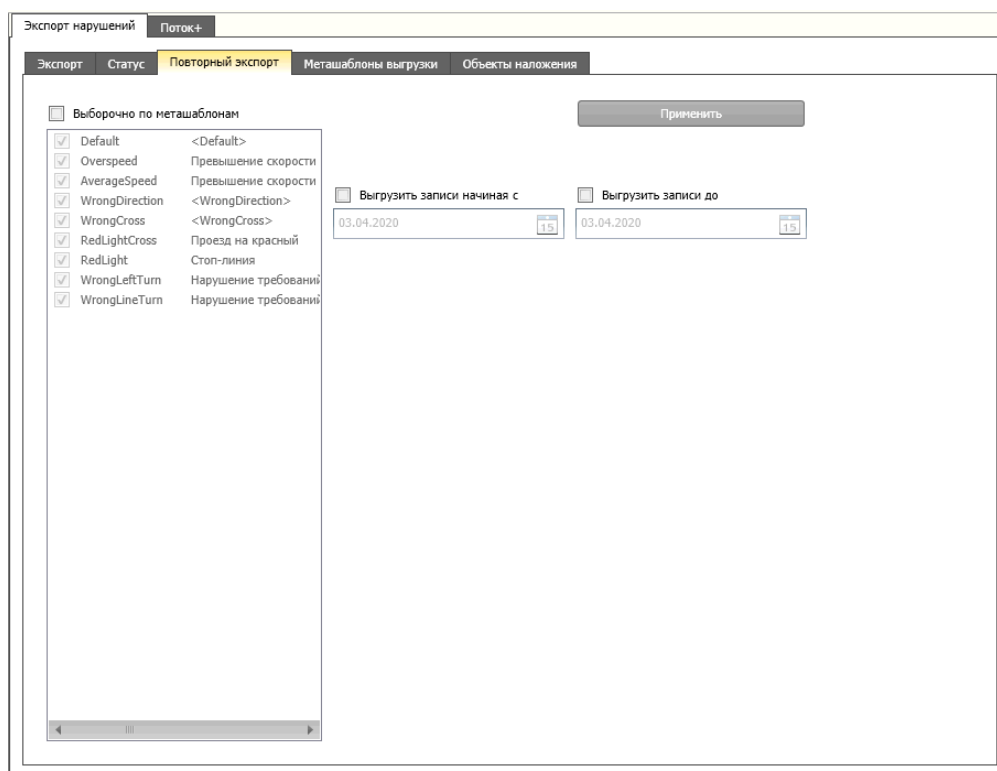 Экспорт нарушений Поток+
Экспорт Статус Повторный экспорт Меташаблоны выгрузки Объекты наложения
Выборочно по меташаблонам Применить
Default <Default>
Overspeed Превышение скорости
AverageSpeed Превышение скорости
WrongDirection <WrongDirection>
WrongCross <WrongCross>
RedLightCross Проезд на красный
RedLight Стоп-линия
WrongLeftTurn Нарушение требований
WrongLineTurn Нарушение требований
Выгрузить записи начиная с Выгрузить записи до
03.04.2020 15 03.04.2020 15